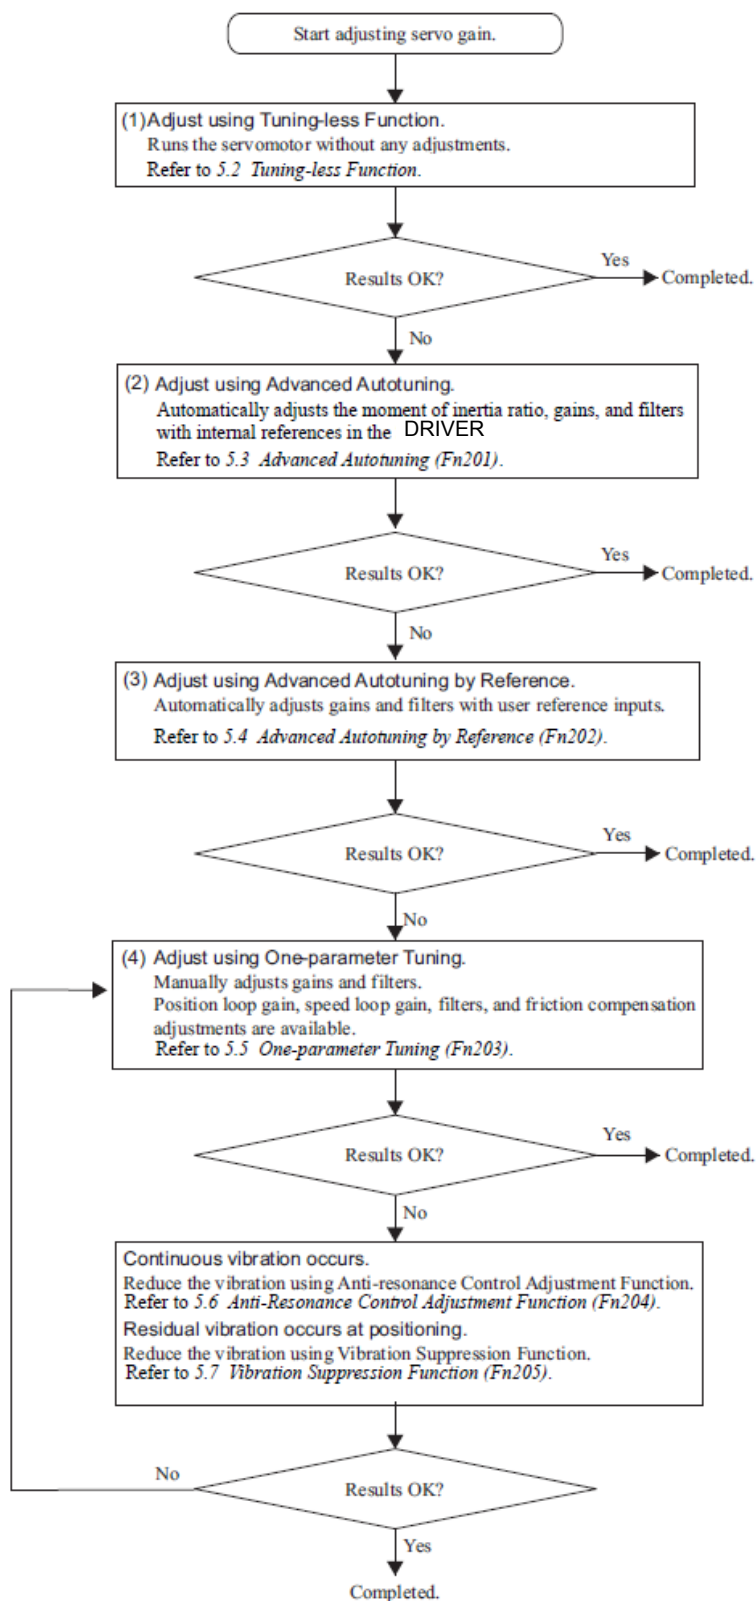 Start adjusting servo gain.
(1)Adjust using Tuning-less Function.
Runs the servomotor without any adjustments.
Refer to 5.2 Tuning-less Function.
Results OK?
Yes
Completed.
No
(2) Adjust using Advanced Autotuning.
Automatically adjusts the moment of inertia ratio, gains, and filters
with internal references in the DRIVER
Refer to 5.3 Advanced Autotuning (Fn201).
Results OK?
Yes
Completed.
No
(3) Adjust using Advanced Autotuning by Reference.
Automatically adjusts gains and filters with user reference inputs.
Refer to 5.4 Advanced Autotuning by Reference (Fn202).
Results OK?
Yes
Completed.
No
(4) Adjust using One-parameter Tuning.
Manually adjusts gains and filters.
Position loop gain, speed loop gain, filters, and friction compensation
adjustments are available.
Refer to 5.5 One-parameter Tuning (Fn203).
Results OK?
Yes
Completed.
No
Continuous vibration occurs.
Reduce the vibration using Anti-resonance Control Adjustment Function.
Refer to 5.6 Anti-Resonance Control Adjustment Function (Fn204).
Residual vibration occurs at positioning.
Reduce the vibration using Vibration Suppression Function.
Refer to 5.7 Vibration Suppression Function (Fn205).
No
Results OK?
Yes
Completed.